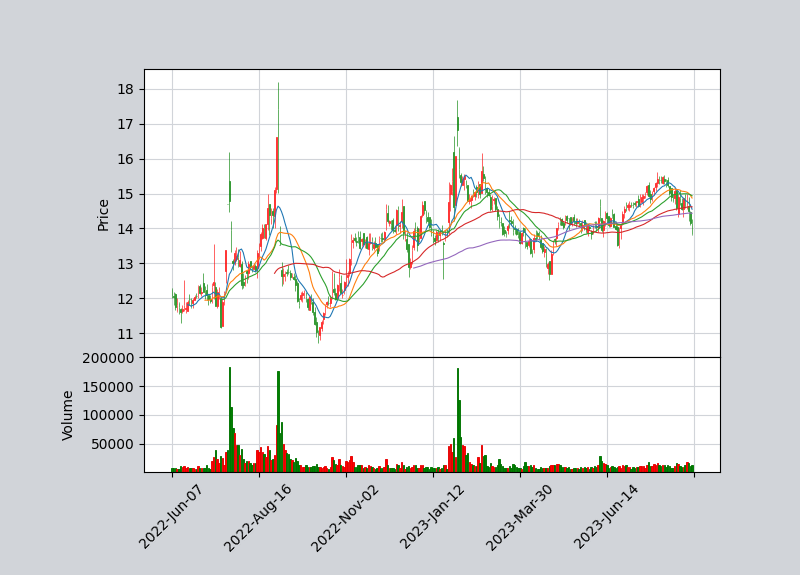 18
17
16
15
14
13
12
11
Price
200000
150000
100000
50000
Volume
2022-Jun-07
2022-Aug-16
2022-Nov-02
2023-Jan-12
2023-Mar-30
2023-Jun-14